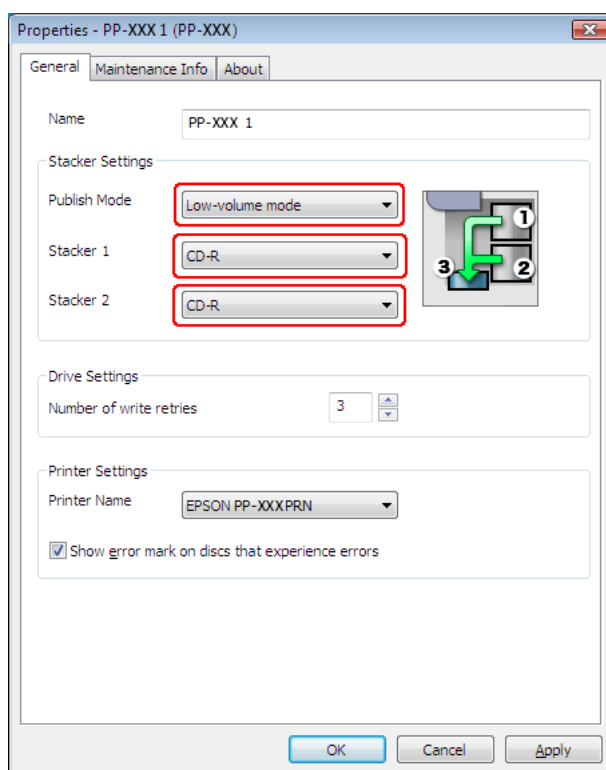 Properties - PP-XXX 1 (PP-XXX)
General Maintenance Info About
Name PP-XXX 1
Stacker Settings
Publish Mode Low-volume mode
Stacker 1 CD-R
Stacker 2 CD-R
1
3 2
Drive Settings
Number of write retries 3
Printer Settings
Printer Name EPSON PP-XXXPRN
Show error mark on discs that experience errors
OK Cancel Apply